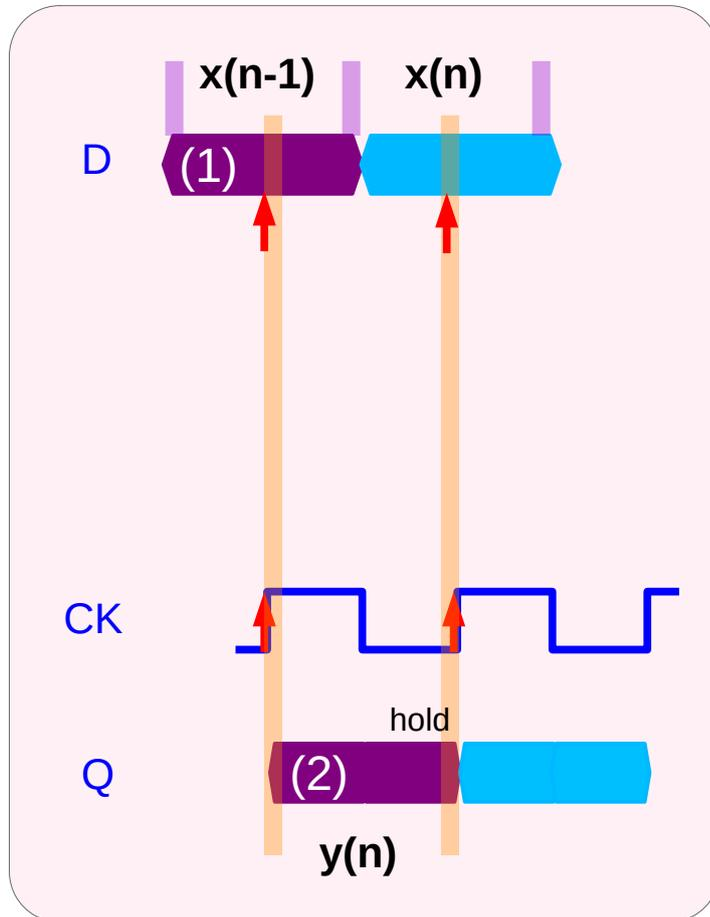 x(n-1) x(n)
D (1)
CK
hold
Q (2)
y(n)